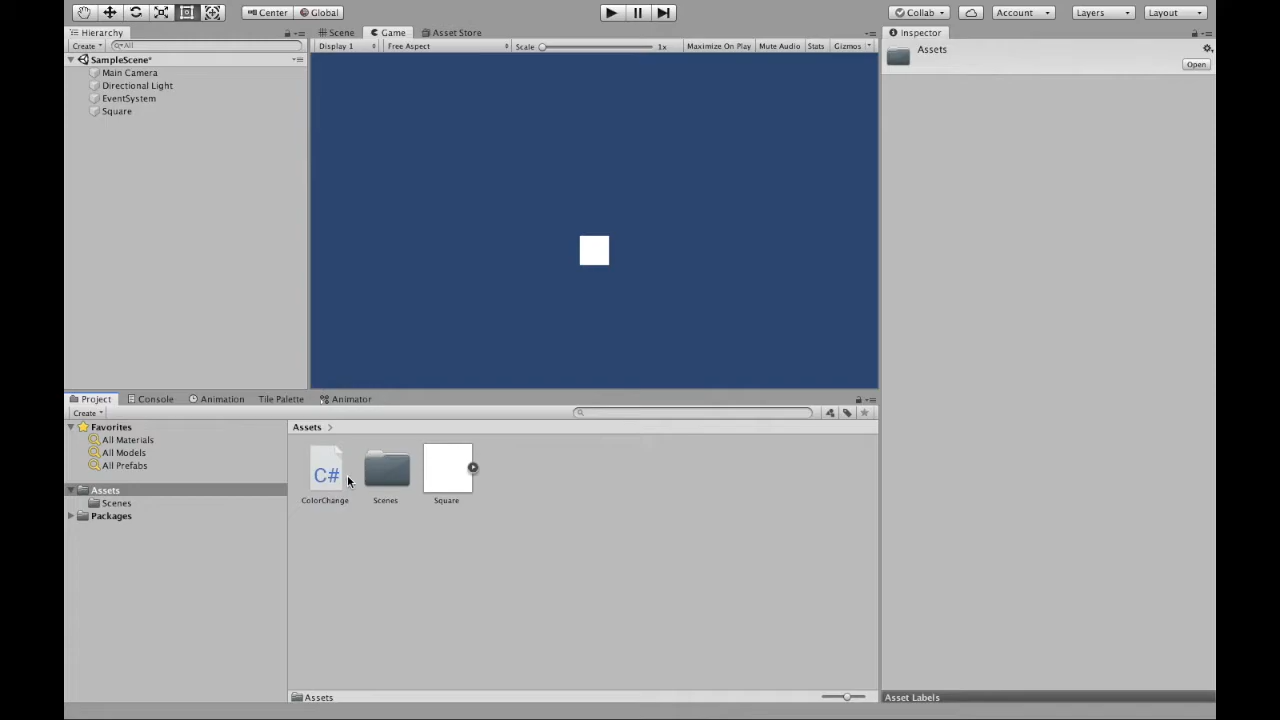 Center Global Collab Account Layers Layout
Hierarchy Scene Game Asset Store Inspector
Create All Display 1 Free Aspect Scale 1x Maximize On Play Mute Audio Stats Gizmos Assets
SampleScene* Open
Main Camera
Directional Light
EventSystem
Square
Project Console Animation Tile Palette Animator
Create
Favorites Assets
All Materials
All Models
All Prefabs
C#
Assets ColorChange Scenes Square
Scenes
Packages
Assets Asset Labels